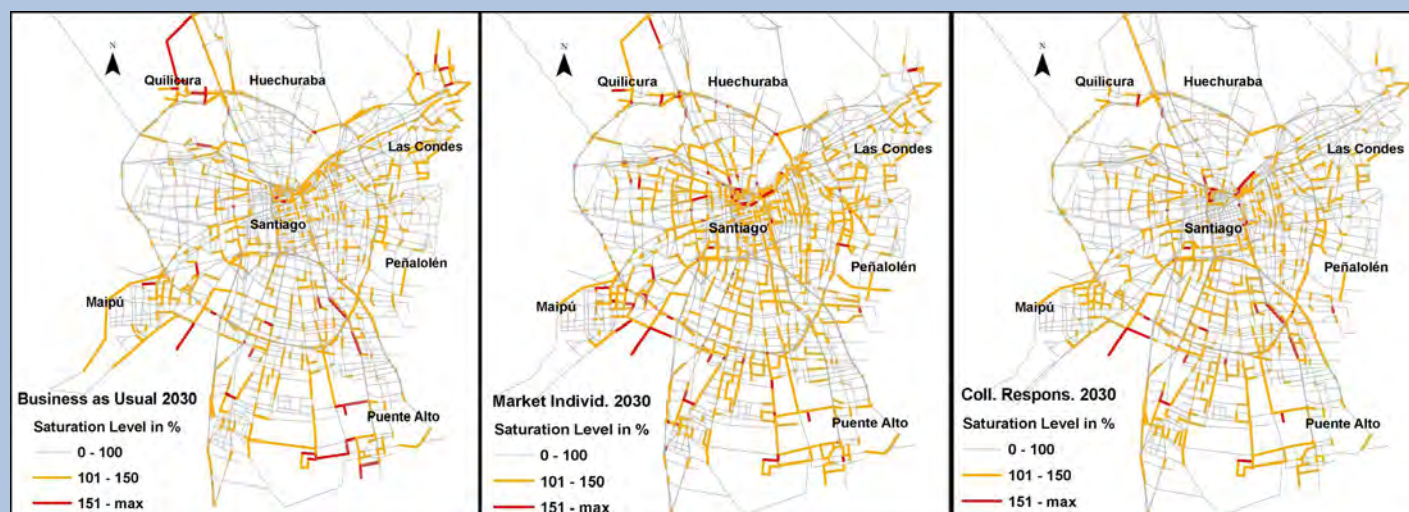 N
Quilicura
Huechuraba
Las Condes
Santiago
Peñalolén
Maipú
Puente Alto
Business as Usual 2030
Saturation Level in %
0 - 100
101 - 150
151 - max
N
Quilicura
Huechuraba
Las Condes
Santiago
Peñalolén
Maipú
Puente Alto
Market Individ. 2030
Saturation Level in %
0 - 100
101 - 150
151 - max
N
Quilicura
Huechuraba
Las Condes
Santiago
Peñalolén
Maipú
Puente Alto
Coll. Respons. 2030
Saturation Level in %
0 - 100
101 - 150
151 - max